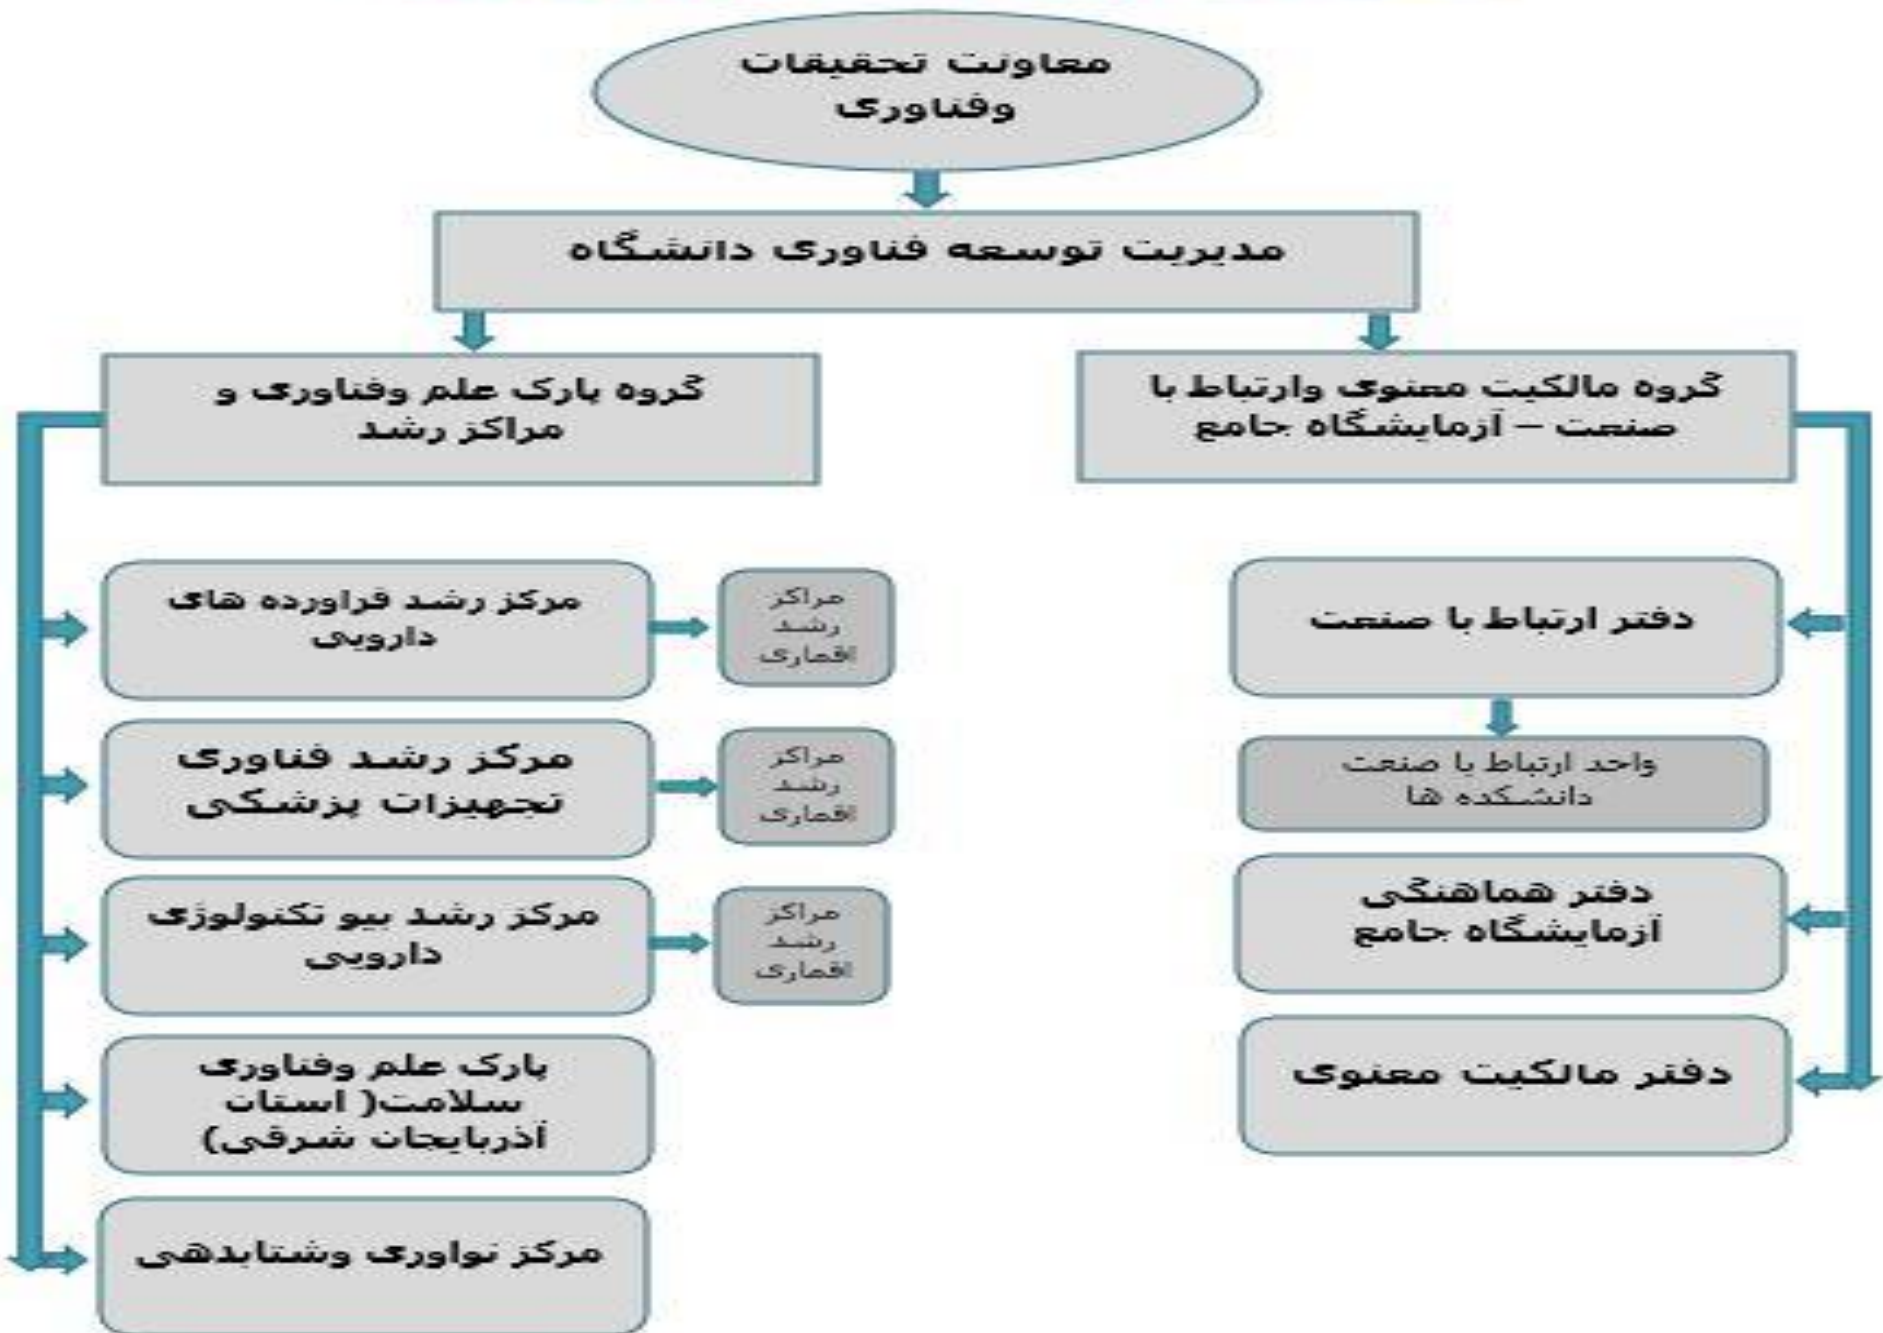 معاونت تحقیقات
وفناوری
مدیریت توسعه فناوری دانشگاه
گروه مالکیت معنوی وارتباط با
صنعت – آزمایشگاه جامع
دفتر ارتباط با صنعت
واحد ارتباط با صنعت
دانشکده ها
دفتر هماهنگی
آزمایشگاه جامع
دفتر مالکیت معنوی
گروه پارک علم وفناوری و
مراکز رشد
مرکز رشد فراورده های
دارویی
مراکز
رشد
اقماری
مرکز رشد فناوری
تجهیزات پزشکی
مراکز
رشد
اقماری
مرکز رشد بیو تکنولوژی
دارویی
مراکز
رشد
اقماری
پارک علم وفناوری
سلامت( استان
آذربایجان شرقی)
مرکز نواوری وشتابدهی